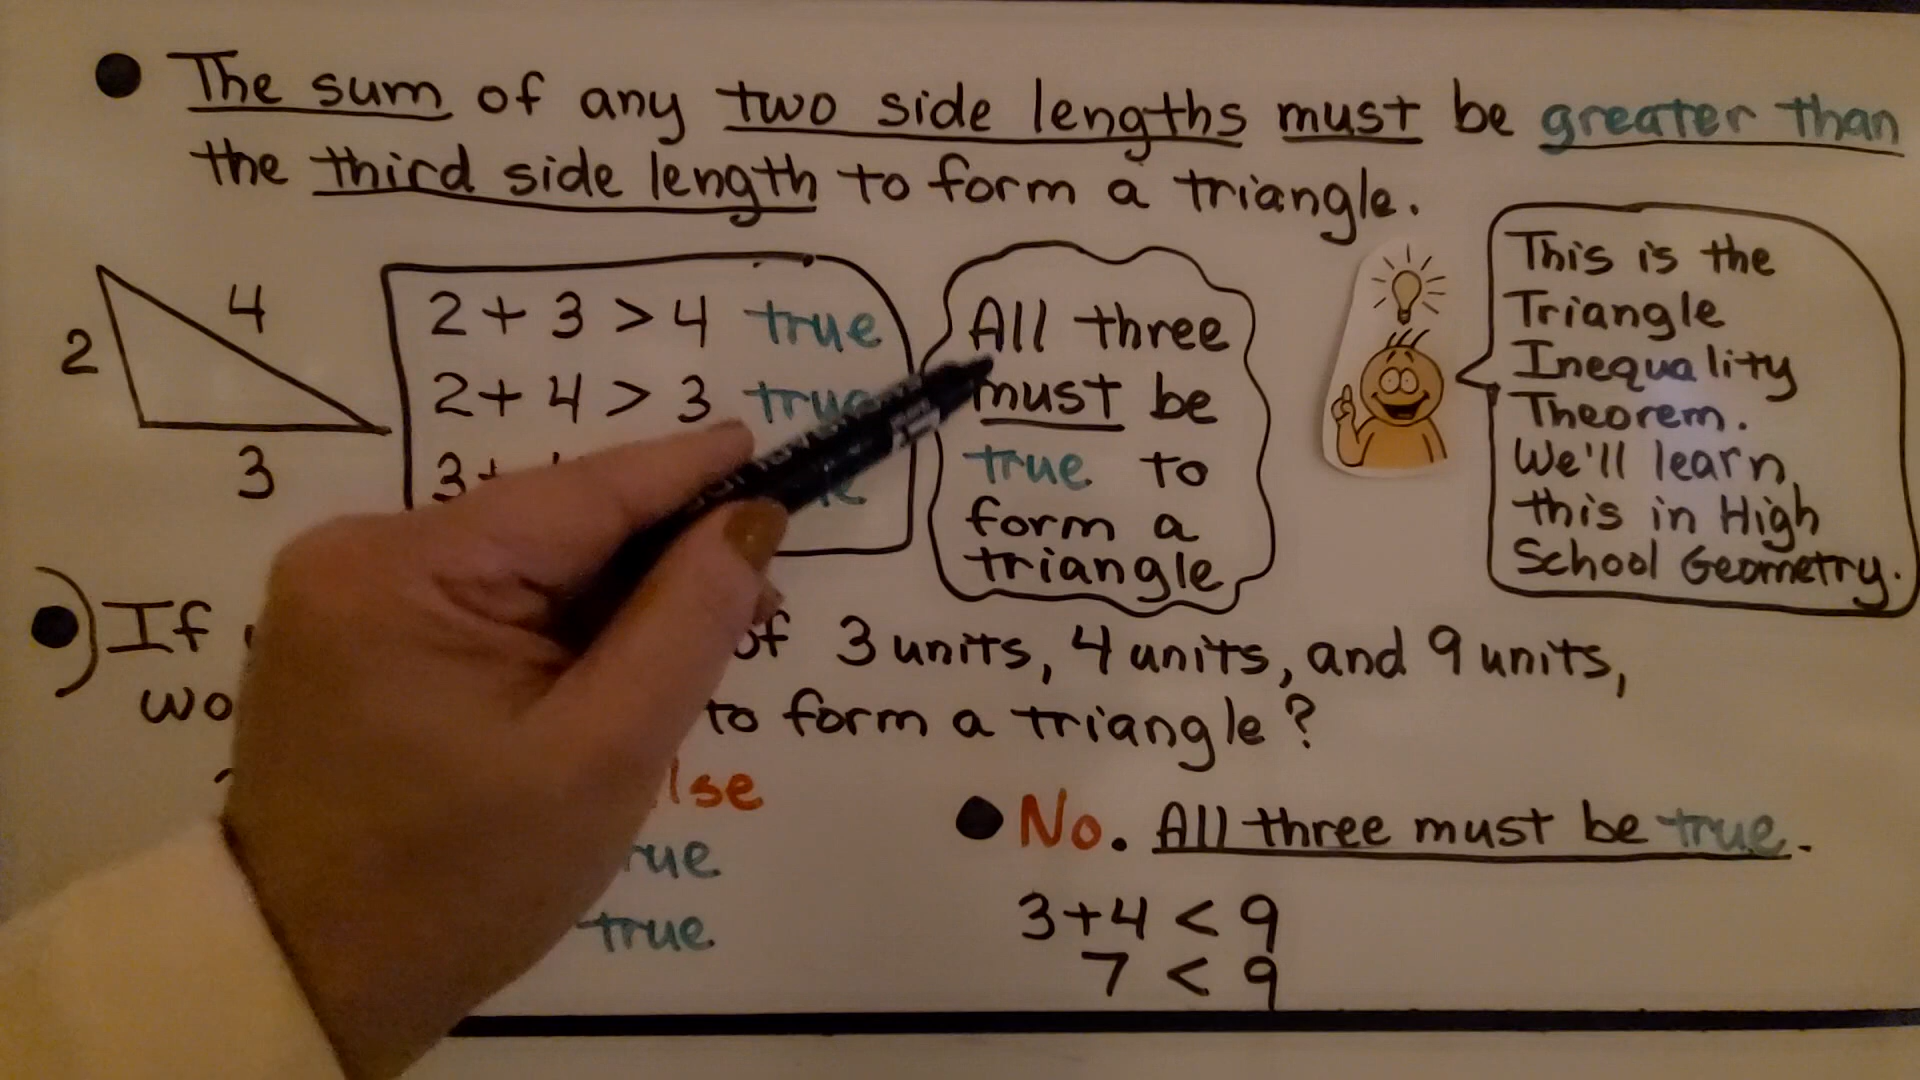 The sum of any two side lengths must be greater than
the third side length to form a triangle.
4
2
3
2 + 3 > 4 true
2 + 4 > 3 true
3 +
All three
must be
true to
form a
triangle
This is the
Triangle
Inequality
Theorem.
We'll learn
this in High
School Geometry.
If of 3 units, 4 units, and 9 units,
to form a triangle?
true
No. All three must be true.
3+4 < 9
7 < 9